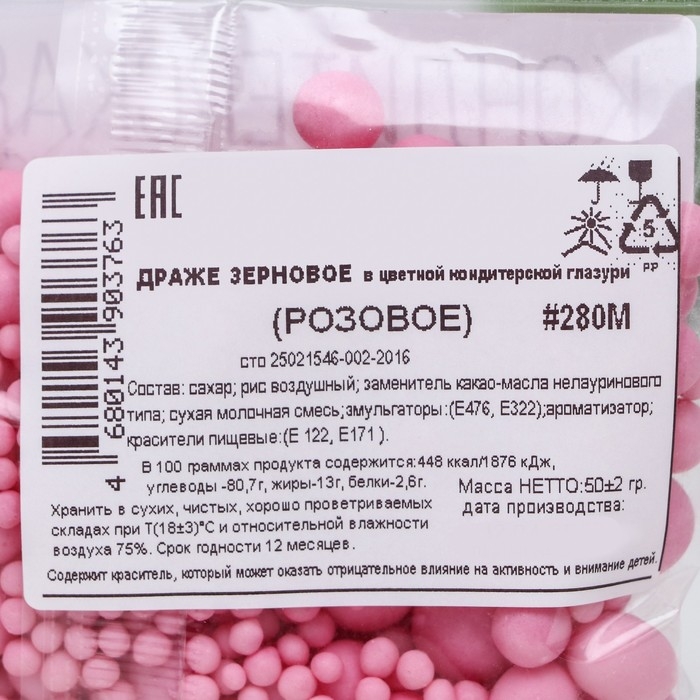 ЕАС
5
PP
ДРАЖЕ ЗЕРНОВОЕ в цветной кондитерской глазури
(РОЗОВОЕ) #280М
сто 25021546-002-2016
Состав: сахар; рис воздушный; заменитель какао-масла нелауринового
типа; сухая молочная смесь;эмульгаторы:(Е476, Е322);ароматизатор;
красители пищевые:(Е 122, Е171 ).
В 100 граммах продукта содержится:448 ккал/1876 кДж,
углеводы -80,7г, жиры-13г, белки-2,6г.
Масса НЕТТО:50±2 гр.
дата производства:
Хранить в сухих, чистых, хорошо проветриваемых
складах при Т(18±3)°С и относительной влажности
воздуха 75%. Срок годности 12 месяцев.
Содержит краситель, который может оказать отрицательное влияние на активность и внимание детей.
4 680143 903763